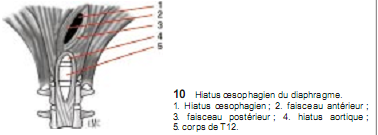 1
2
3
4
5
EMC
10 Hiatus œsophagien du diaphragme.
1. Hiatus œsophagien ; 2. faisceau antérieur ;
3. faisceau postérieur ; 4. hiatus aortique ;
5. corps de T12.